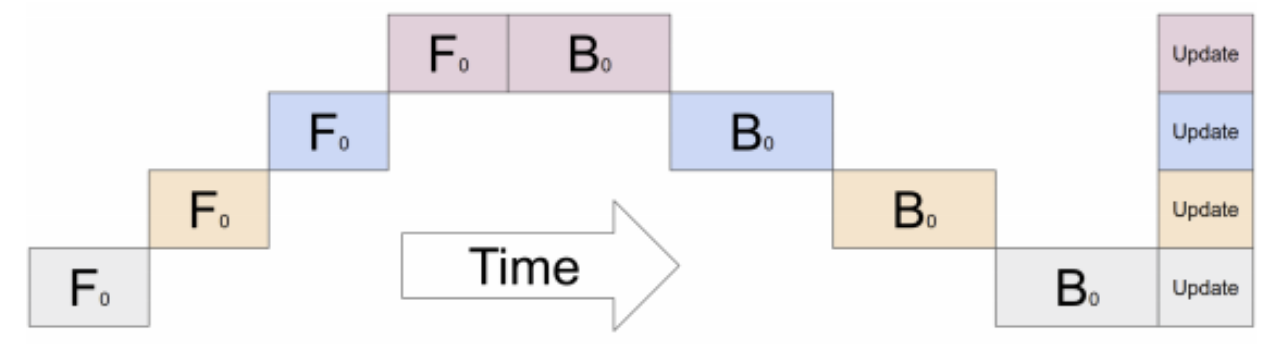 F₀ B₀ Update
F₀ B₀ Update
F₀ B₀ Update
Time
F₀ B₀ Update